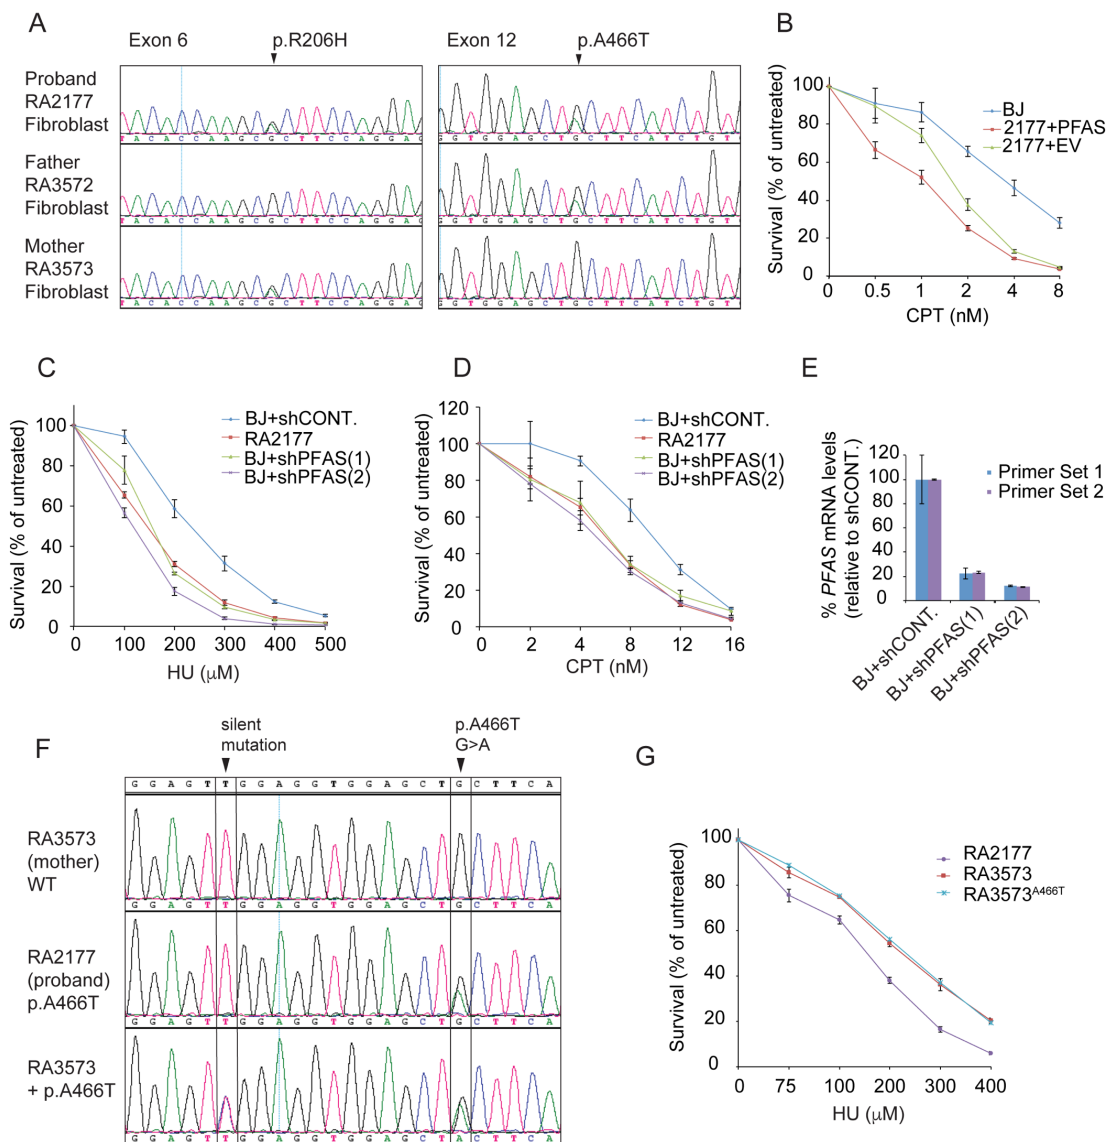 A
Exon 6
p.R206H
Exon 12
p.A466T
Proband
RA2177
Fibroblast
T A C A C C A A G C G C T T C C A G G A G
G G T G G A G C T G C T T C A T C T G T G
Father
RA3572
Fibroblast
T A C A C C A A G C G C T T C C A G G A G
G G T G G A G C T G C T T C A T C T G T G
Mother
RA3573
Fibroblast
T A C A C C A A G C G C T T C C A G G A G
G G T G G A G C T G C T T C A T C T G T G
B
Survival (% of untreated)
100
80
60
40
20
0
BJ
2177+PFAS
2177+EV
0 0.5 1 2 4 8
CPT (nM)
C
Survival (% of untreated)
100
80
60
40
20
0
BJ+shCONT.
RA2177
BJ+shPFAS(1)
BJ+shPFAS(2)
0 100 200 300 400 500
HU (μM)
D
Survival (% of untreated)
120
100
80
60
40
20
0
BJ+shCONT.
RA2177
BJ+shPFAS(1)
BJ+shPFAS(2)
0 2 4 8 12 16
CPT (nM)
E
% PFAS mRNA levels
(relative to shCONT.)
120
100
80
60
40
20
0
Primer Set 1
Primer Set 2
BJ+shCONT.
BJ+shPFAS(1)
BJ+shPFAS(2)
F
silent
mutation
p.A466T
G>A
G G A G T T G G A G G T G G A G C T G C T T C A
RA3573
(mother)
WT
G G A G T T G G A G G T G G A G C T G C T T C A
RA2177
(proband)
p.A466T
G G A G T T G G A G G T G G A G C T G C T T C A
RA3573
+ p.A466T
G G A G T T G G A G G T G G A G C T A C T T C A
G
Survival (% of untreated)
100
80
60
40
20
0
RA2177
RA3573
RA3573A466T
0 75 100 200 300 400
HU (μM)